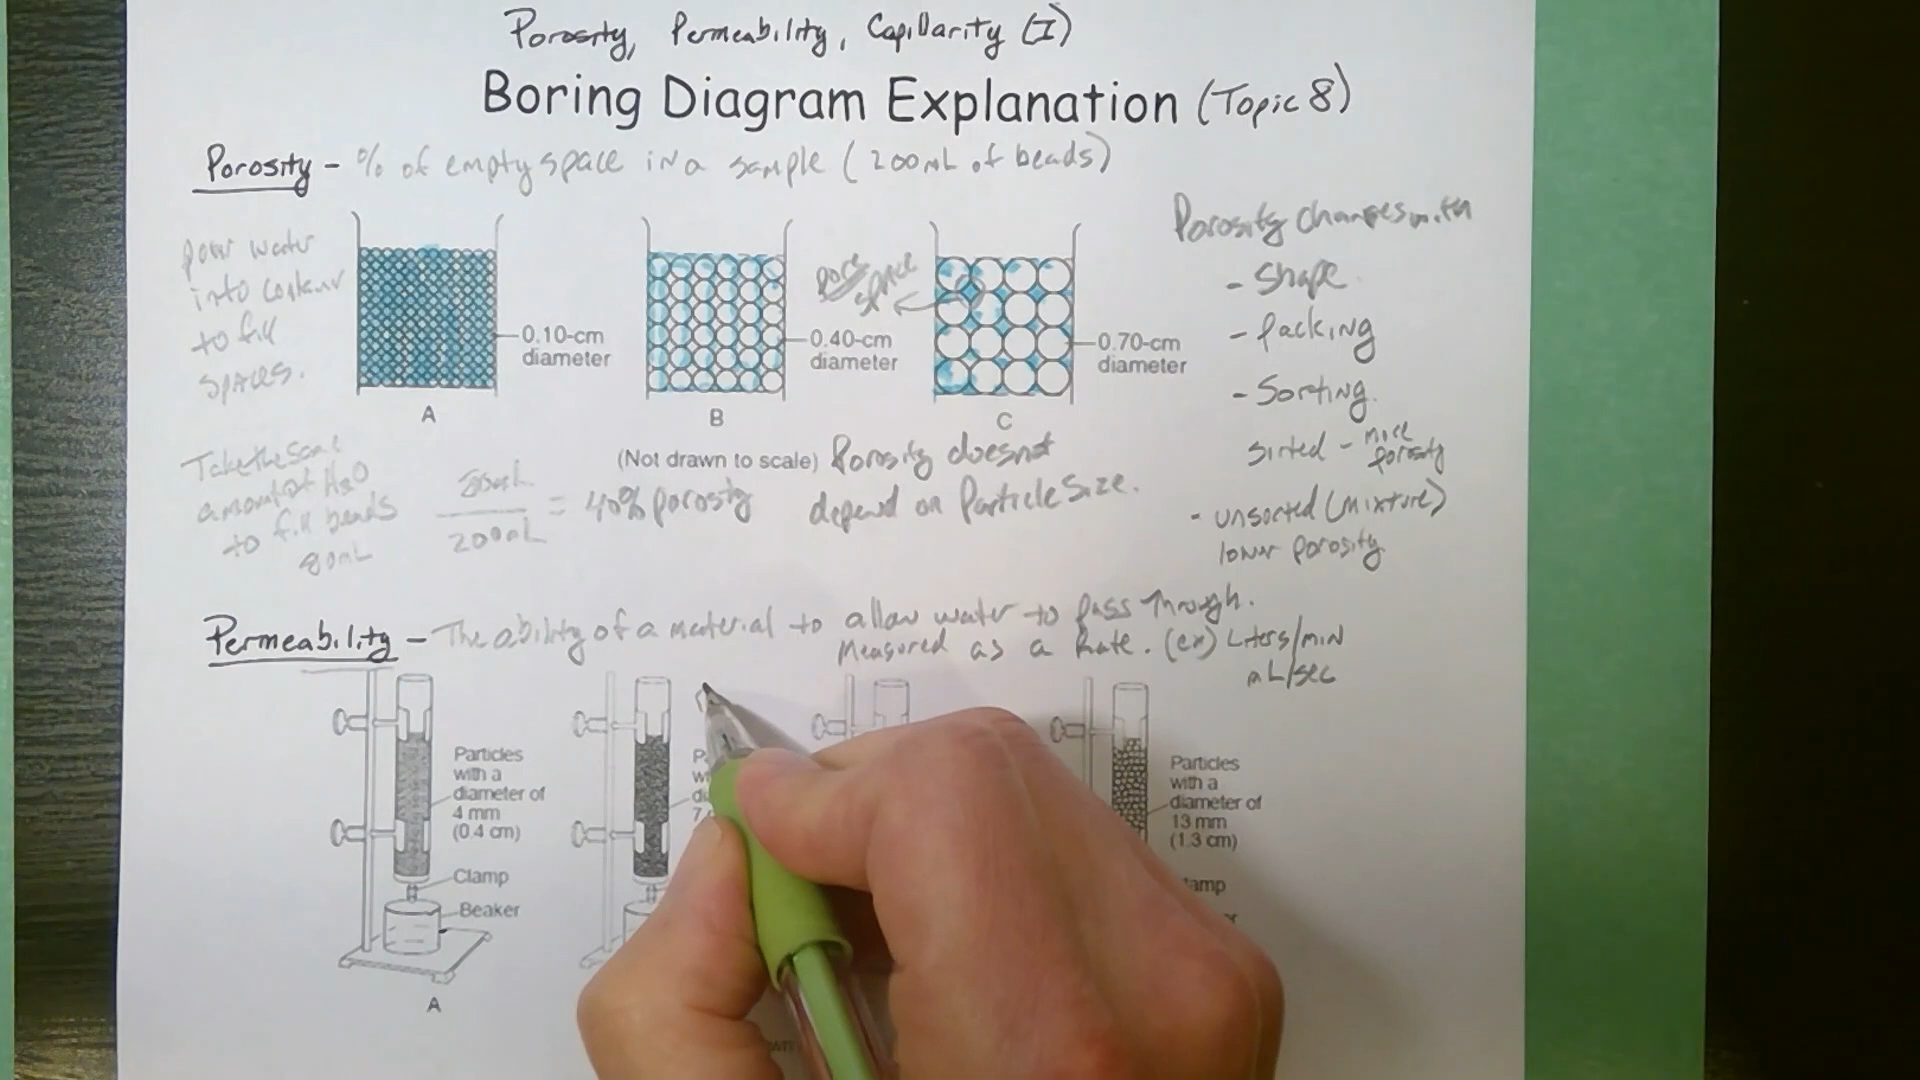 Porosity, Permeability, Capillarity (I)
Boring Diagram Explanation (Topic 8)
Porosity - % of empty space in a sample (200mL of beads)
pour water
into container
to fill
spaces.
0.10-cm
diameter
A
0.40-cm
diameter
B
pore
space
0.70-cm
diameter
C
(Not drawn to scale)
Porosity changes with
- Shape
- Packing
- Sorting.
sorted - more
porosity
- unsorted (mixture)
lower porosity
Take the same
amount of H2O
to fill beads
80mL
80mL
200mL
= 40% porosity
Porosity doesnt
depend on Particle Size.
Permeability - The ability of a material to allow water to pass through.
Measured as a Rate. (ex) Liters/min
mL/sec
Particles
with a
diameter of
4 mm
(0.4 cm)
Clamp
Beaker
A
Particles
with a
diameter of
13 mm
(1.3 cm)